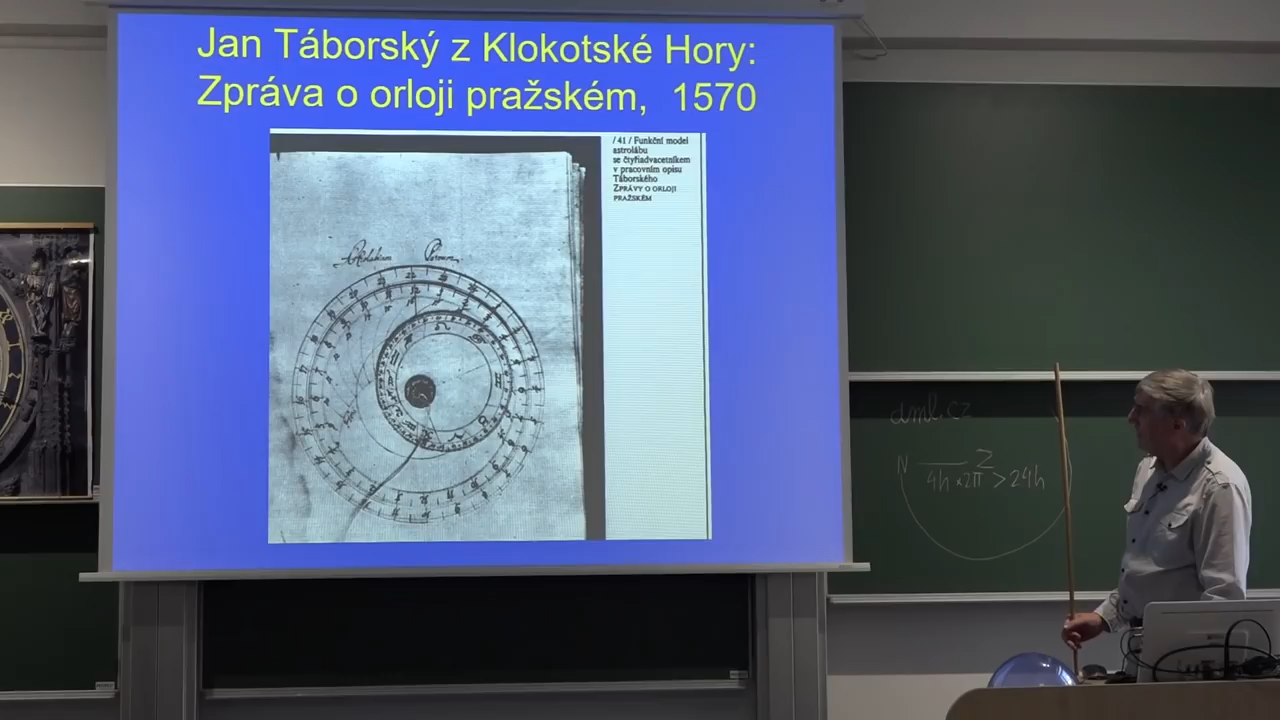 Jan Táborský z Klokotské Hory:
Zpráva o orloji pražském, 1570
/ 41 / Funkční model
astrolábu
se čtyřiadvacetníkem
v pracovním opisu
Táborského
ZPRÁVY O ORLOJI
PRAŽSKÉM
dml.cz
N Z
4h × 2π > 24h